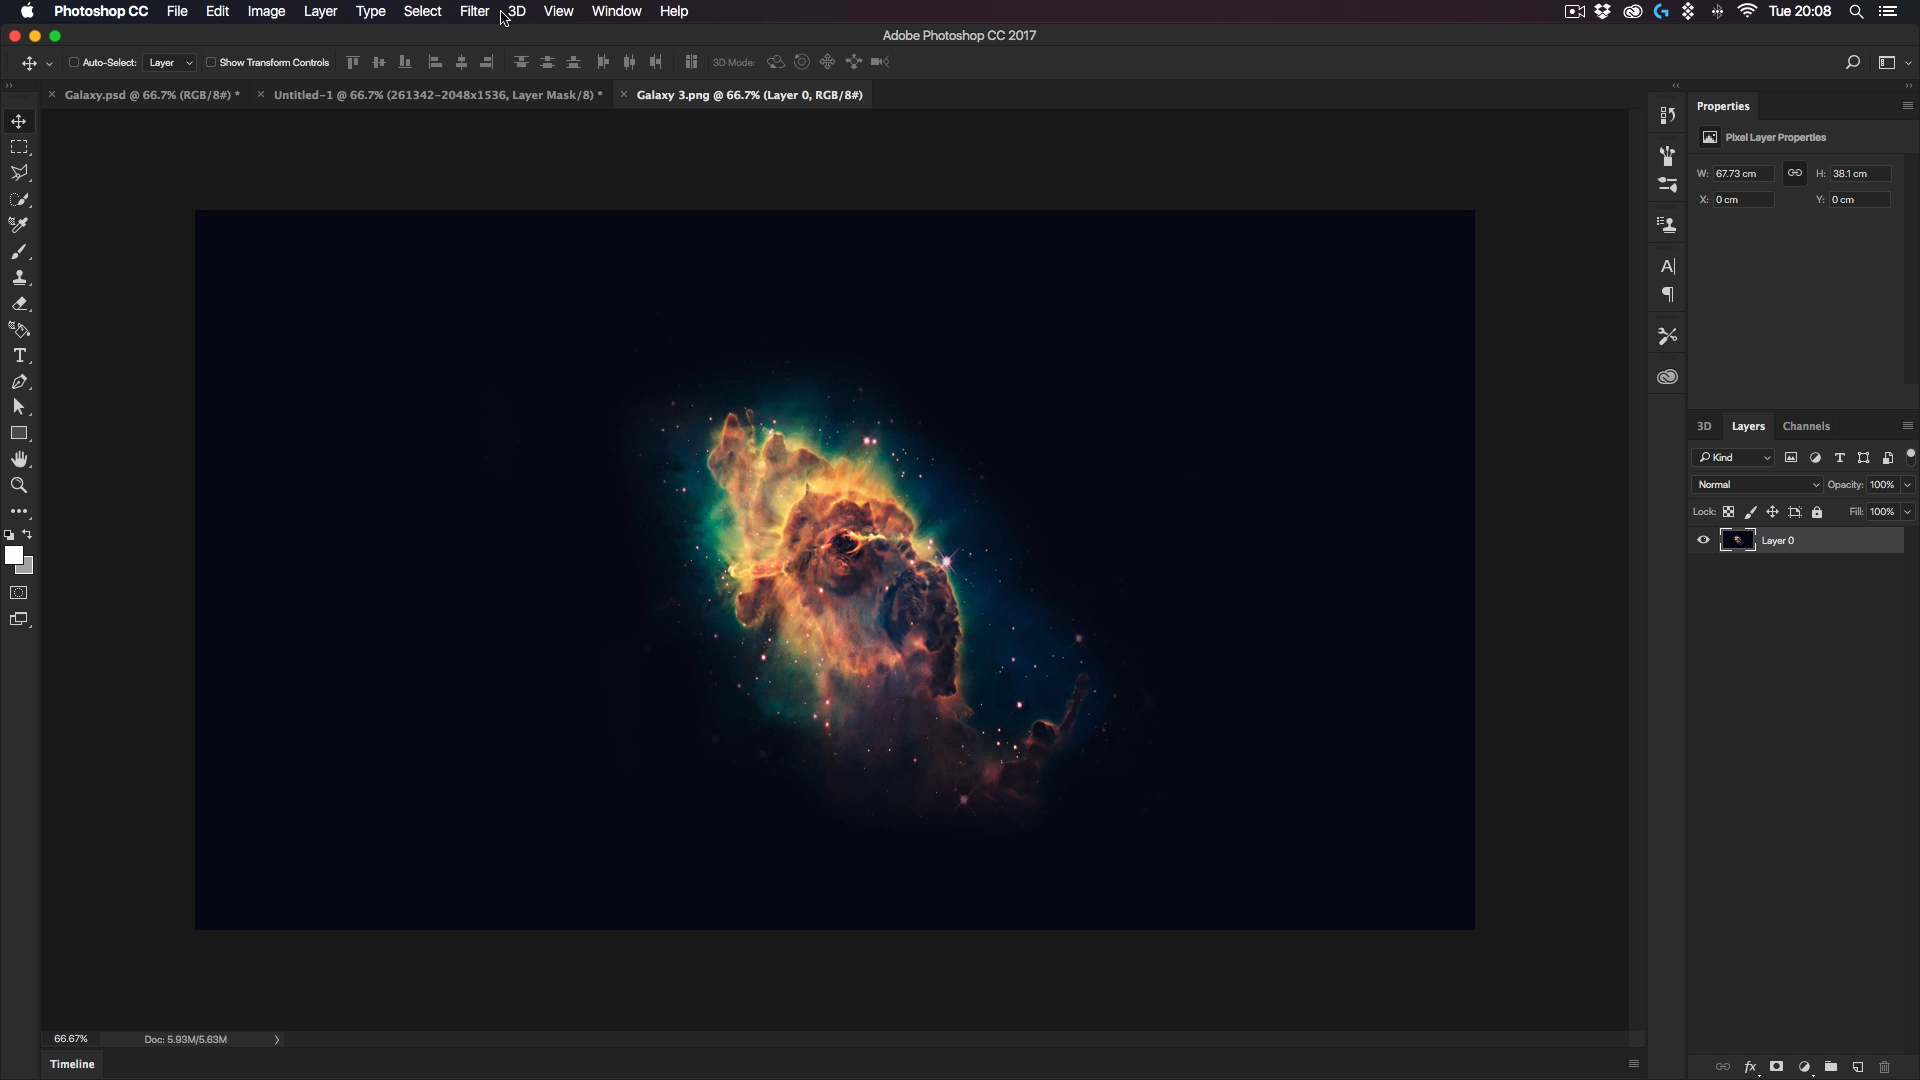 Photoshop CC File Edit Image Layer Type Select Filter 3D View Window Help Tue 20:08
Adobe Photoshop CC 2017
Auto-Select: Layer Show Transform Controls 3D Mode:
Galaxy.psd @ 66.7% (RGB/8#) * Untitled-1 @ 66.7% (261342-2048x1536, Layer Mask/8) * Galaxy 3.png @ 66.7% (Layer 0, RGB/8#)
Properties
Pixel Layer Properties
W: 67.73 cm H: 38.1 cm
X: 0 cm Y: 0 cm
3D Layers Channels
Kind
Normal Opacity: 100%
Lock: Fill: 100%
Layer 0
66.67% Doc: 5.93M/5.63M
Timeline